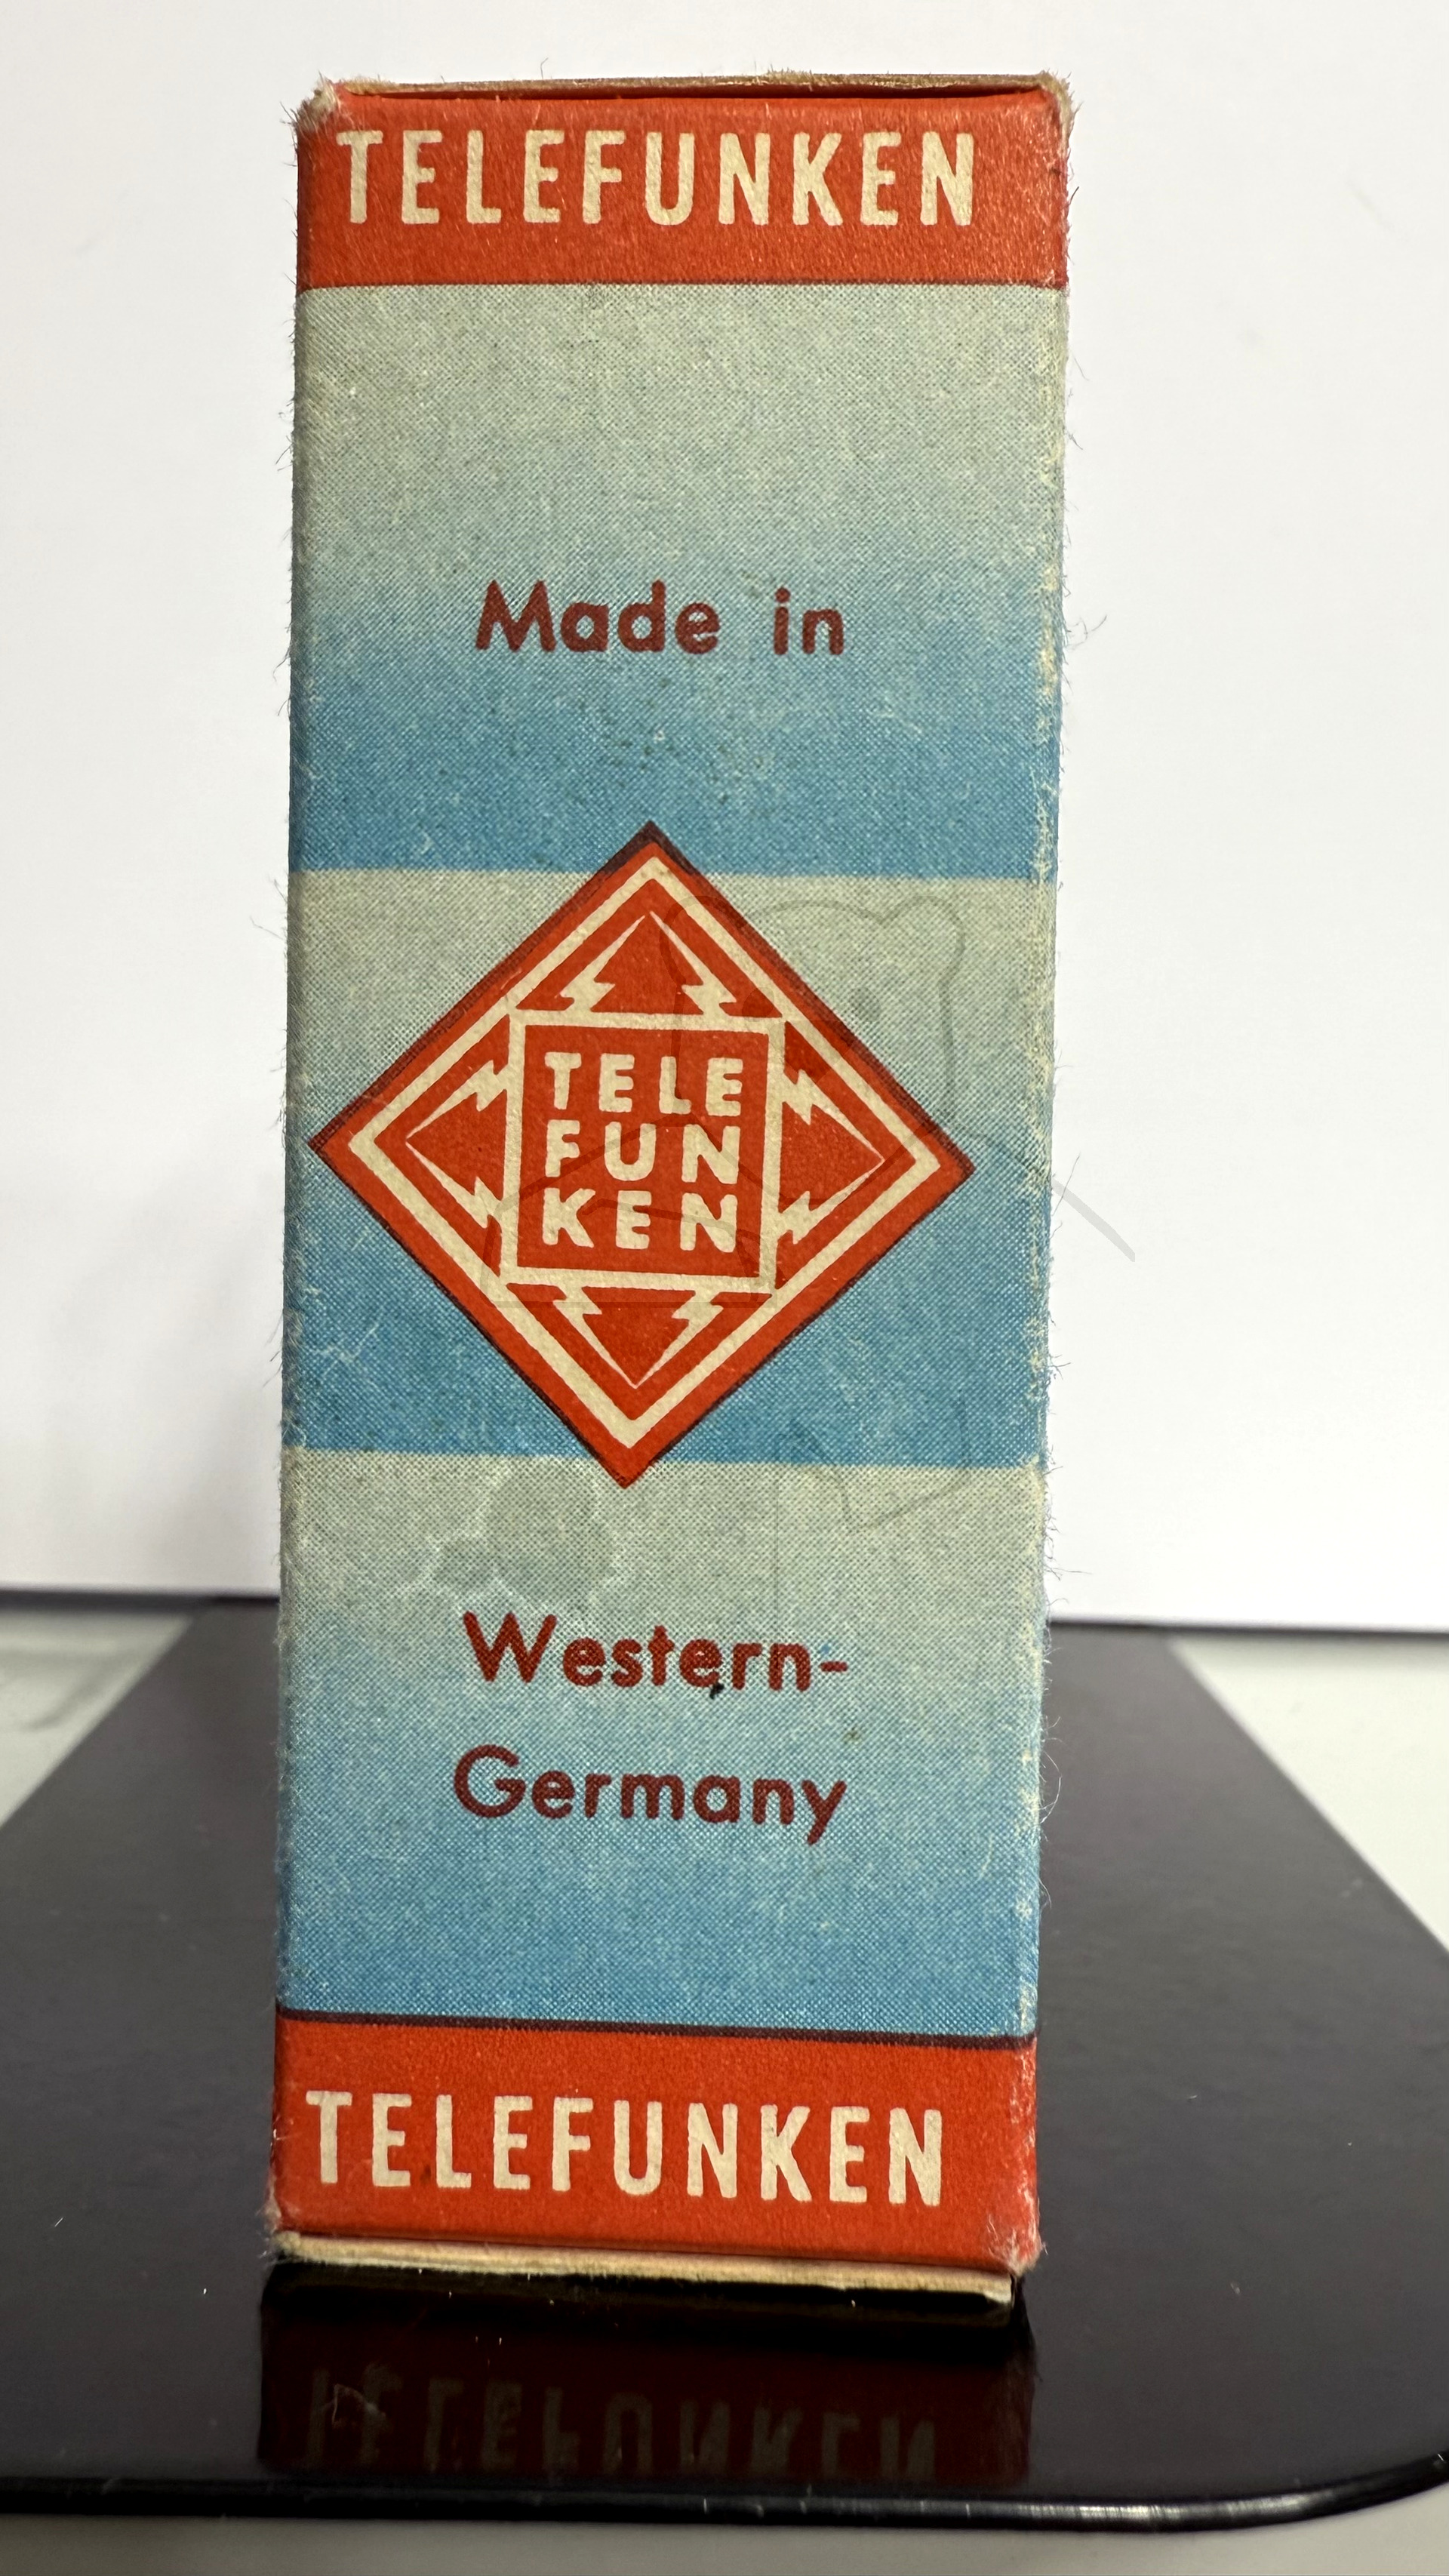 TELEFUNKEN
Made in
TELE
FUN
KEN
Western-
Germany
TELEFUNKEN